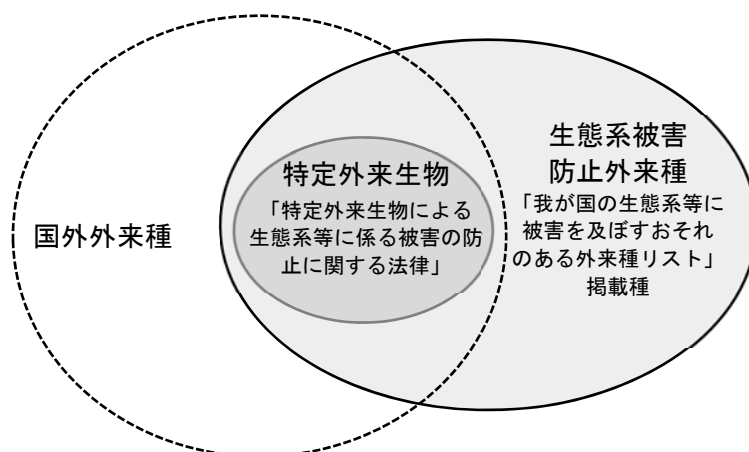 国外外来種
特定外来生物
「特定外来生物による
生態系等に係る被害の防
止に関する法律」
生態系被害
防止外来種
「我が国の生態系等に
被害を及ぼすおそれ
のある外来種リスト」
掲載種